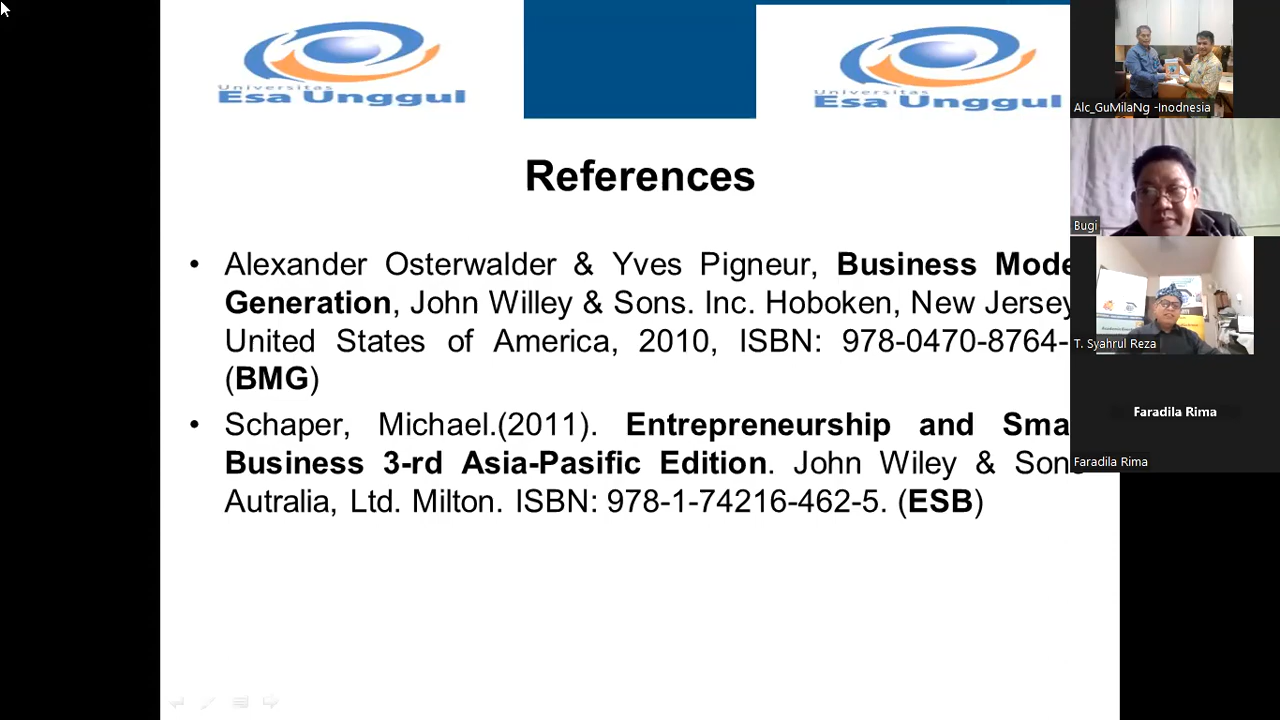 Universitas
Esa Unggul
Universitas
Esa Unggul
References
• Alexander Osterwalder & Yves Pigneur, Business Mode
Generation, John Willey & Sons. Inc. Hoboken, New Jersey
United States of America, 2010, ISBN: 978-0470-8764-
(BMG)
• Schaper, Michael.(2011). Entrepreneurship and Sma
Business 3-rd Asia-Pasific Edition. John Wiley & Sons
Autralia, Ltd. Milton. ISBN: 978-1-74216-462-5. (ESB)
Alc_GuMilaNg -Inodnesia
Bugi
T. Syahrul Reza
Faradila Rima
Faradila Rima